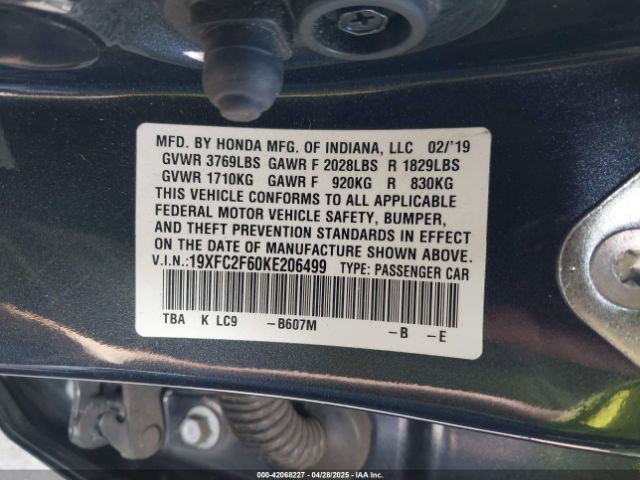 MFD. BY HONDA MFG. OF INDIANA, LLC 02/'19
GVWR 3769LBS GAWR F 2028LBS R 1829LBS
GVWR 1710KG GAWR F 920KG R 830KG
THIS VEHICLE CONFORMS TO ALL APPLICABLE
FEDERAL MOTOR VEHICLE SAFETY, BUMPER,
AND THEFT PREVENTION STANDARDS IN EFFECT
ON THE DATE OF MANUFACTURE SHOWN ABOVE.
V.I.N.:19XFC2F60KE206499 TYPE: PASSENGER CAR
TBA K LC9 -B607M -B -E
000-42068227 - 04/28/2025 - IAAI.COM